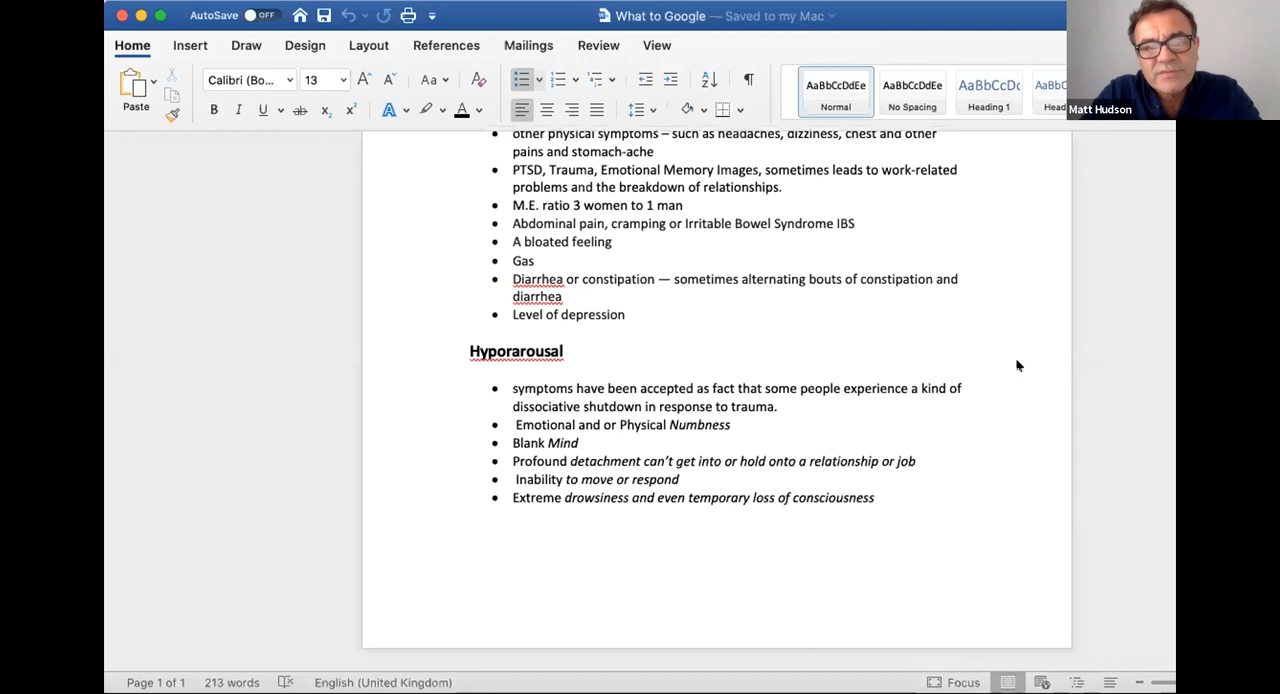 AutoSave OFF
What to Google — Saved to my Mac
Home Insert Draw Design Layout References Mailings Review View
Paste
Calibri (Bo... 13
AaBbCcDdEe AaBbCcDdEe AaBbCcDc AaBbCcD
Normal No Spacing Heading 1 Head
Matt Hudson
other physical symptoms – such as headaches, dizziness, chest and other
pains and stomach-ache
• PTSD, Trauma, Emotional Memory Images, sometimes leads to work-related
problems and the breakdown of relationships.
• M.E. ratio 3 women to 1 man
• Abdominal pain, cramping or Irritable Bowel Syndrome IBS
• A bloated feeling
• Gas
• Diarrhea or constipation — sometimes alternating bouts of constipation and
diarrhea
• Level of depression
Hyporarousal
• symptoms have been accepted as fact that some people experience a kind of
dissociative shutdown in response to trauma.
• Emotional and or Physical Numbness
• Blank Mind
• Profound detachment can’t get into or hold onto a relationship or job
• Inability to move or respond
• Extreme drowsiness and even temporary loss of consciousness
Page 1 of 1 213 words English (United Kingdom) Focus